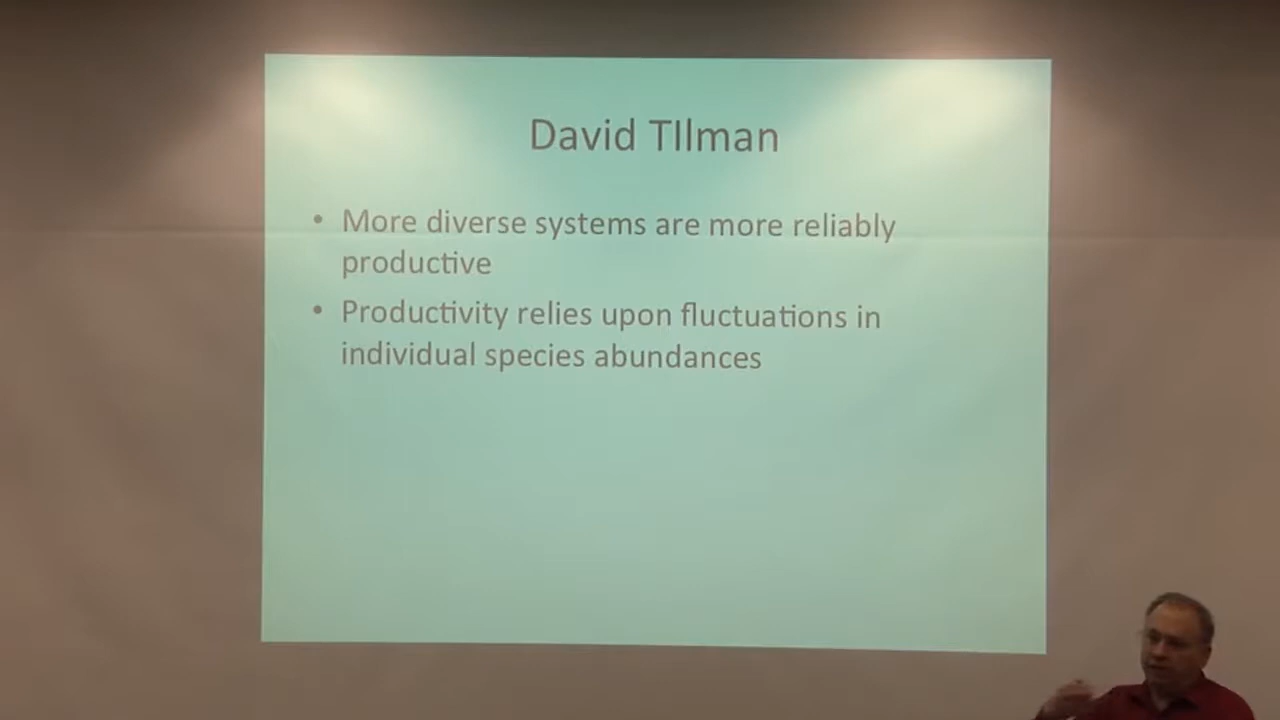 David TIlman
• More diverse systems are more reliably
productive
• Productivity relies upon fluctuations in
individual species abundances